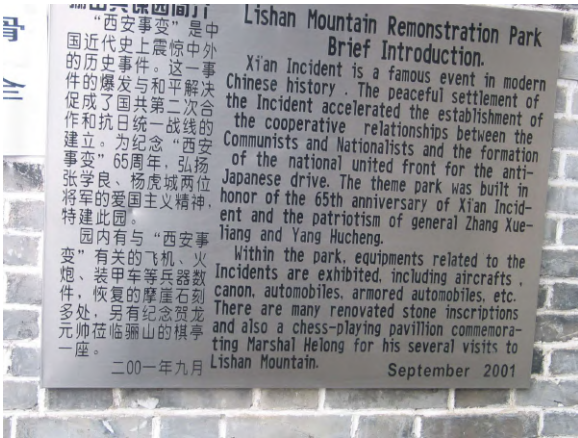 骊山兵谏园简介
“西安事变”是中
国近代史上震惊中外
的历史事件。这一事
件的爆发与和平解决
促成了国共第二次合
作和抗日统一战线的
建立。为纪念“西安
事变”65周年，弘扬
张学良、杨虎城两位
将军的爱国主义精神，
特建此园。
园内有与“西安事
变”有关的飞机、火
炮、装甲车等兵器数
件，恢复的摩崖石刻
多处，另有纪念贺龙
元帅莅临骊山的棋亭
一座。
二00一年九月
Lishan Mountain Remonstration Park
Brief Introduction.
Xi'an Incident is a famous event in modern
Chinese history . The peaceful settlement of
the Incident accelerated the establishment of
the cooperative relationships between the
Communists and Nationalists and the formation
of the national united front for the anti-
Japanese drive. The theme park was built in
honor of the 65th anniversary of Xi'an Incid-
ent and the patriotism of general Zhang Xue-
liang and Yang Hucheng.
Within the park, equipments related to the
Incidents are exhibited, including aircrafts ,
canon, automobiles, armored automobiles, etc.
There are many renovated stone inscriptions
and also a chess-playing pavillion commemora-
ting Marshal Helong for his several visits to
Lishan Mountain.
September 2001